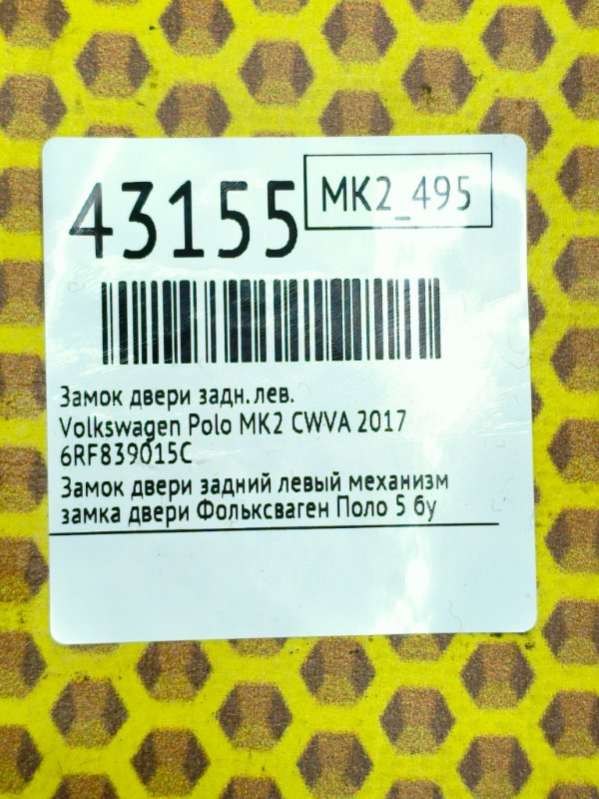 43155
MK2_495
Замок двери задн.лев.
Volkswagen Polo MK2 CWVA 2017
6RF839015C
Замок двери задний левый механизм
замка двери Фольксваген Поло 5 бу